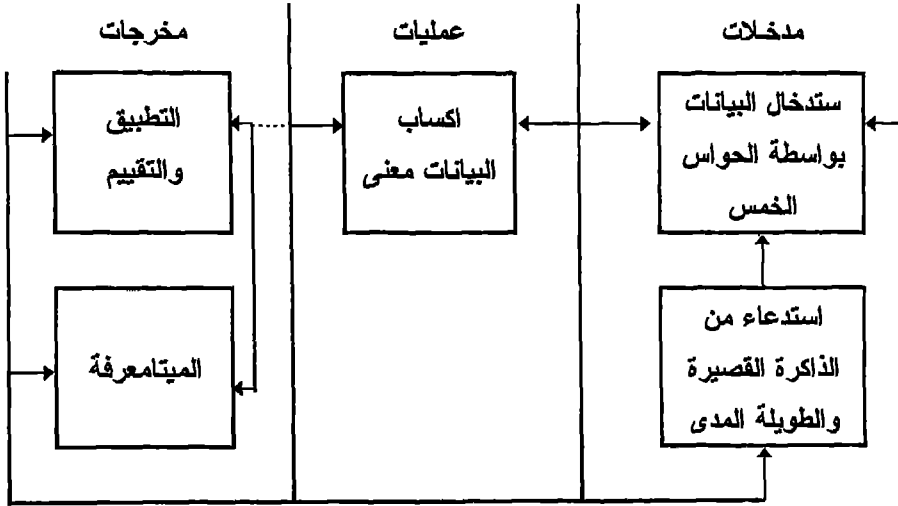 مدخلات
عمليات
مخرجات
ستدخال البيانات
بواسطة الحواس
الخمس
اكساب
البيانات معنى
التطبيق
والتقييم
استدعاء من
الذاكرة القصيرة
والطويلة المدى
الميتامعرفة